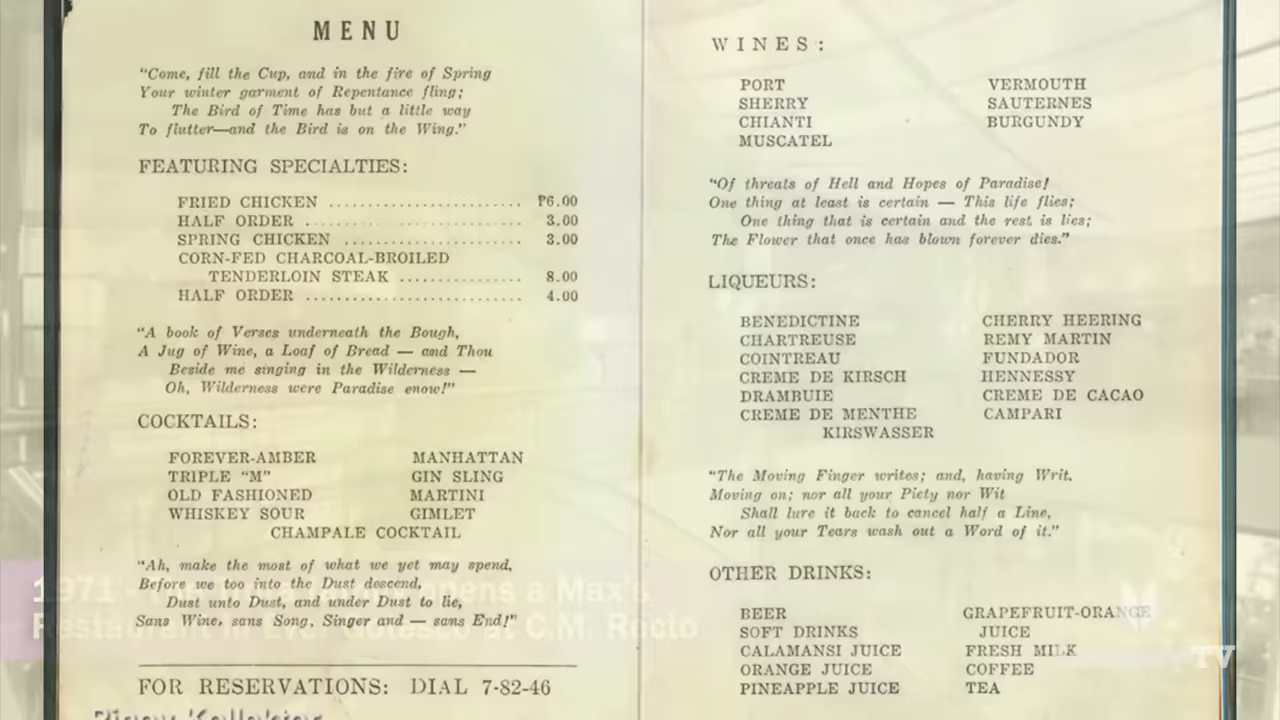 MENU
"Come, fill the Cup, and in the fire of Spring
Your winter garment of Repentance fling;
The Bird of Time has but a little way
To flutter—and the Bird is on the Wing."
FEATURING SPECIALTIES:
FRIED CHICKEN ........................ ₱6.00
HALF ORDER ........................... 3.00
SPRING CHICKEN ...................... 3.00
CORN-FED CHARCOAL-BROILED
TENDERLOIN STEAK ............... 8.00
HALF ORDER ........................... 4.00
"A book of Verses underneath the Bough,
A Jug of Wine, a Loaf of Bread — and Thou
Beside me singing in the Wilderness —
Oh, Wilderness were Paradise enow!"
COCKTAILS:
FOREVER-AMBER MANHATTAN
TRIPLE "M" GIN SLING
OLD FASHIONED MARTINI
WHISKEY SOUR GIMLET
CHAMPALE COCKTAIL
"Ah, make the most of what we yet may spend,
Before we too into the Dust descend,
Dust unto Dust, and under Dust to lie,
Sans Wine, sans Song, Singer and — sans End!"
FOR RESERVATIONS: DIAL 7-82-46
WINES:
PORT VERMOUTH
SHERRY SAUTERNES
CHIANTI BURGUNDY
MUSCATEL
"Of threats of Hell and Hopes of Paradise!
One thing at least is certain — This life flies;
One thing that is certain and the rest is lies;
The Flower that once has blown forever dies."
LIQUEURS:
BENEDICTINE CHERRY HEERING
CHARTREUSE REMY MARTIN
COINTREAU FUNDADOR
CREME DE KIRSCH HENNESSY
DRAMBUIE CREME DE CACAO
CREME DE MENTHE CAMPARI
KIRSWASSER
"The Moving Finger writes; and, having Writ.
Moving on; nor all your Piety nor Wit
Shall lure it back to cancel half a Line,
Nor all your Tears wash out a Word of it."
OTHER DRINKS:
BEER GRAPEFRUIT-ORANGE
SOFT DRINKS JUICE
CALAMANSI JUICE FRESH MILK
ORANGE JUICE COFFEE
PINEAPPLE JUICE TEA
1971 opens a Max's
Restaurant in at C.M. Recto
TV